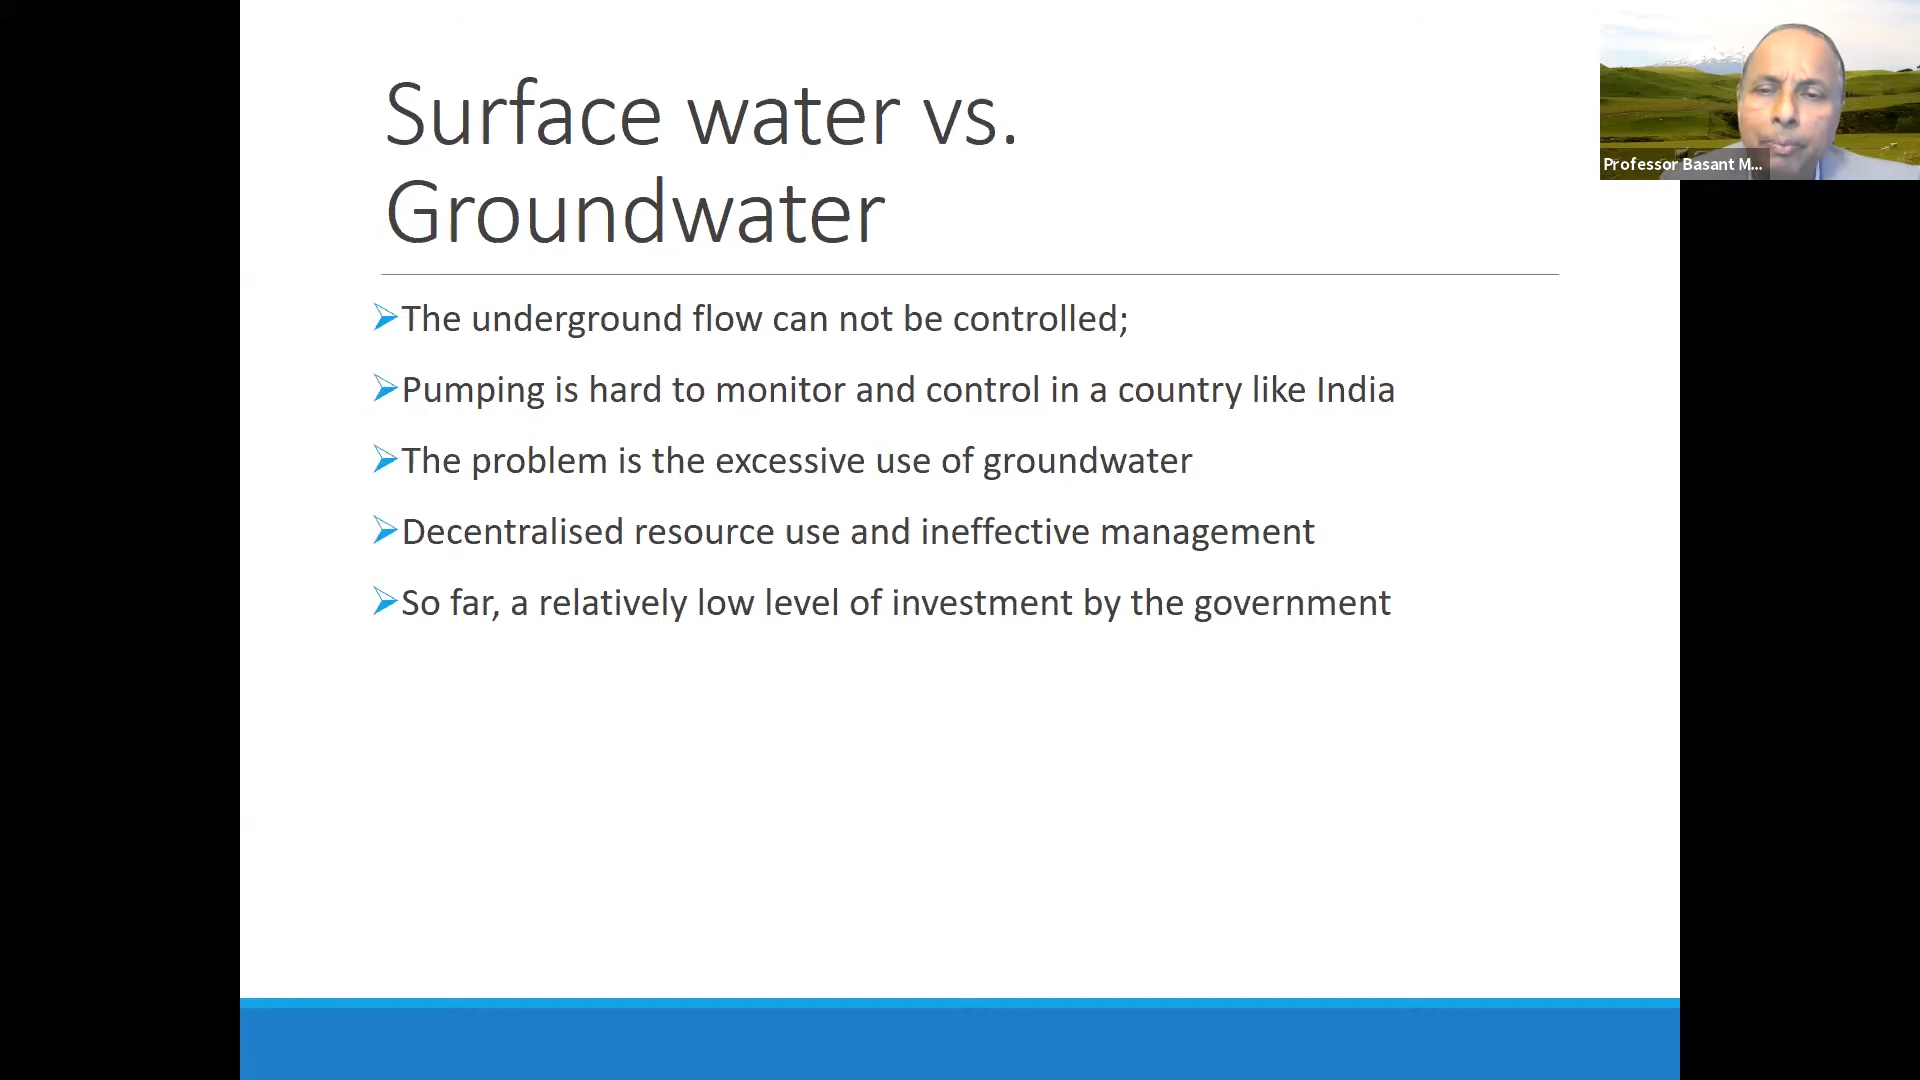 Surface water vs.
Groundwater
The underground flow can not be controlled;
Pumping is hard to monitor and control in a country like India
The problem is the excessive use of groundwater
Decentralised resource use and ineffective management
So far, a relatively low level of investment by the government
Professor Basant M...